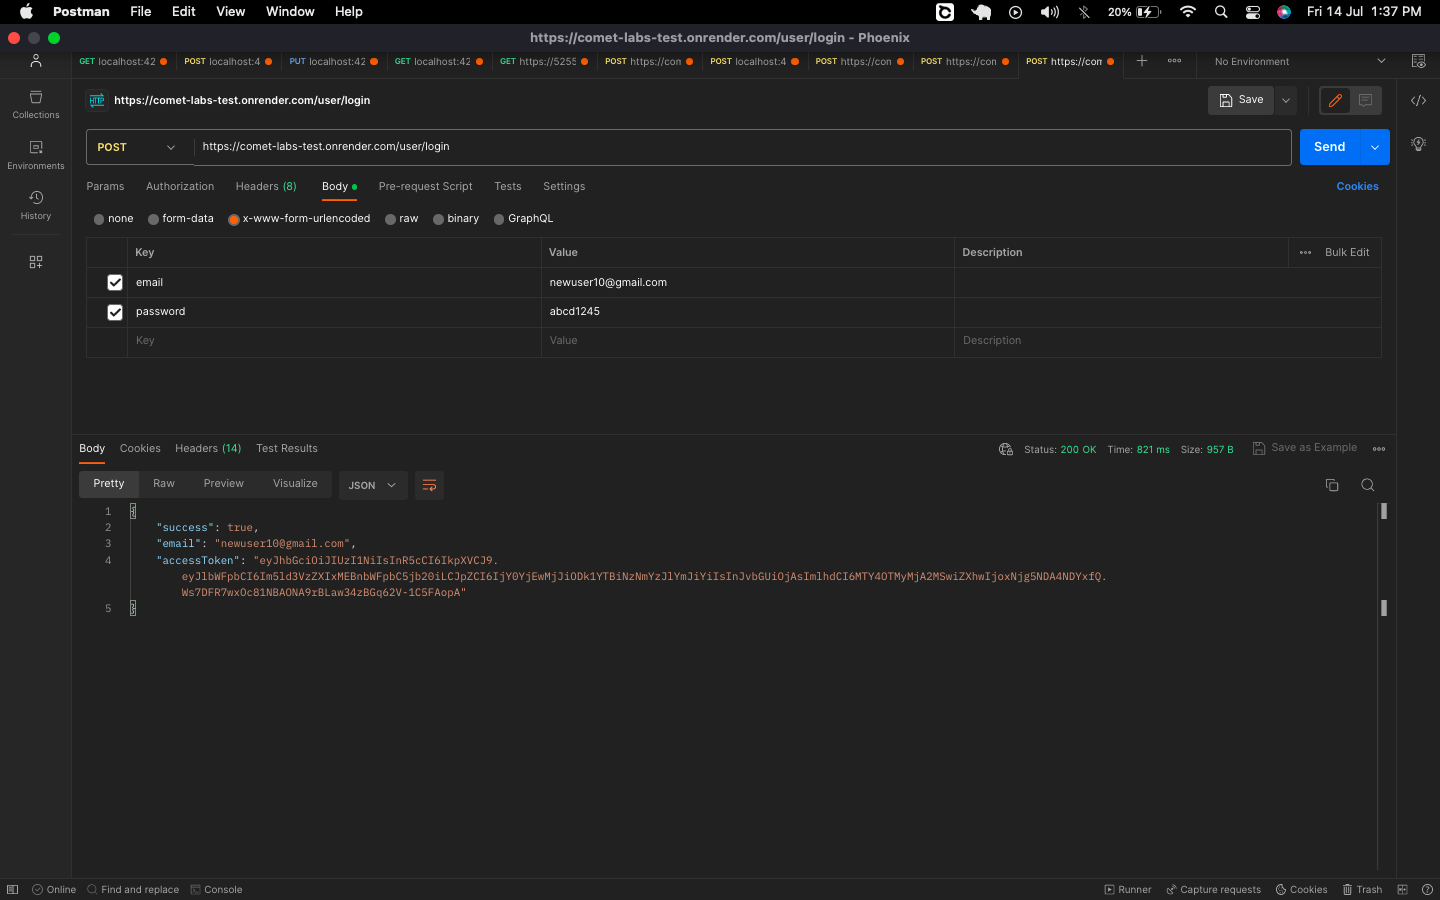 Postman File Edit View Window Help 20% Fri 14 Jul 1:37 PM
https://comet-labs-test.onrender.com/user/login - Phoenix
GET localhost:42 POST localhost:4 PUT localhost:42 GET localhost:42 GET https://5255 POST https://con POST localhost:4 POST https://con POST https://con POST https://con No Environment
HTTP https://comet-labs-test.onrender.com/user/login Save
Collections
Environments
History
POST https://comet-labs-test.onrender.com/user/login Send
Params Authorization Headers (8) Body Pre-request Script Tests Settings Cookies
none form-data x-www-form-urlencoded raw binary GraphQL
Key Value Description Bulk Edit
email newuser10@gmail.com
password abcd1245
Key Value Description
Body Cookies Headers (14) Test Results Status: 200 OK Time: 821 ms Size: 957 B Save as Example
Pretty Raw Preview Visualize JSON
1 {
2 "success": true,
3 "email": "newuser10@gmail.com",
4 "accessToken": "eyJhbGciOiJIUzI1NiIsInR5cCI6IkpXVCJ9.
eyJlbWFpbCI6Im5ld3VzZXIxMEBnbWFpbC5jb20iLCJpZCI6IjY0YjEwMjJiODk1YTBiNzNmYzJlYmJiYiIsInJvbGUiOjAsImlhdCI6MTY4OTMyMjA2MSwiZXhwIjoxNjg5NDA4NDYxfQ.
Ws7DFR7wxOc81NBAONA9rBLaw34zBGq62V-1C5FAopA"
5 }
Online Find and replace Console Runner Capture requests Cookies Trash